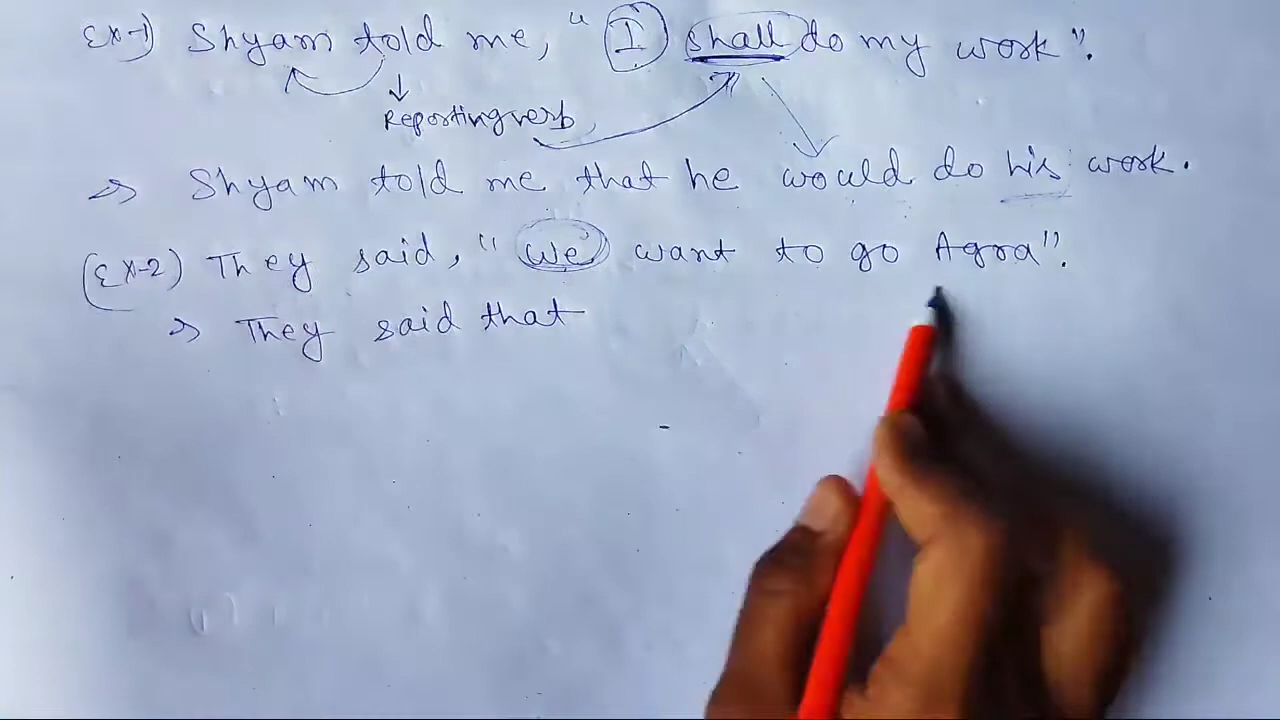 Ex-1) Shyam told me, "I shall do my work".
Reporting verb
⇒ Shyam told me that he would do his work.
(Ex-2) They said, "We want to go Agra".
⇒ They said that